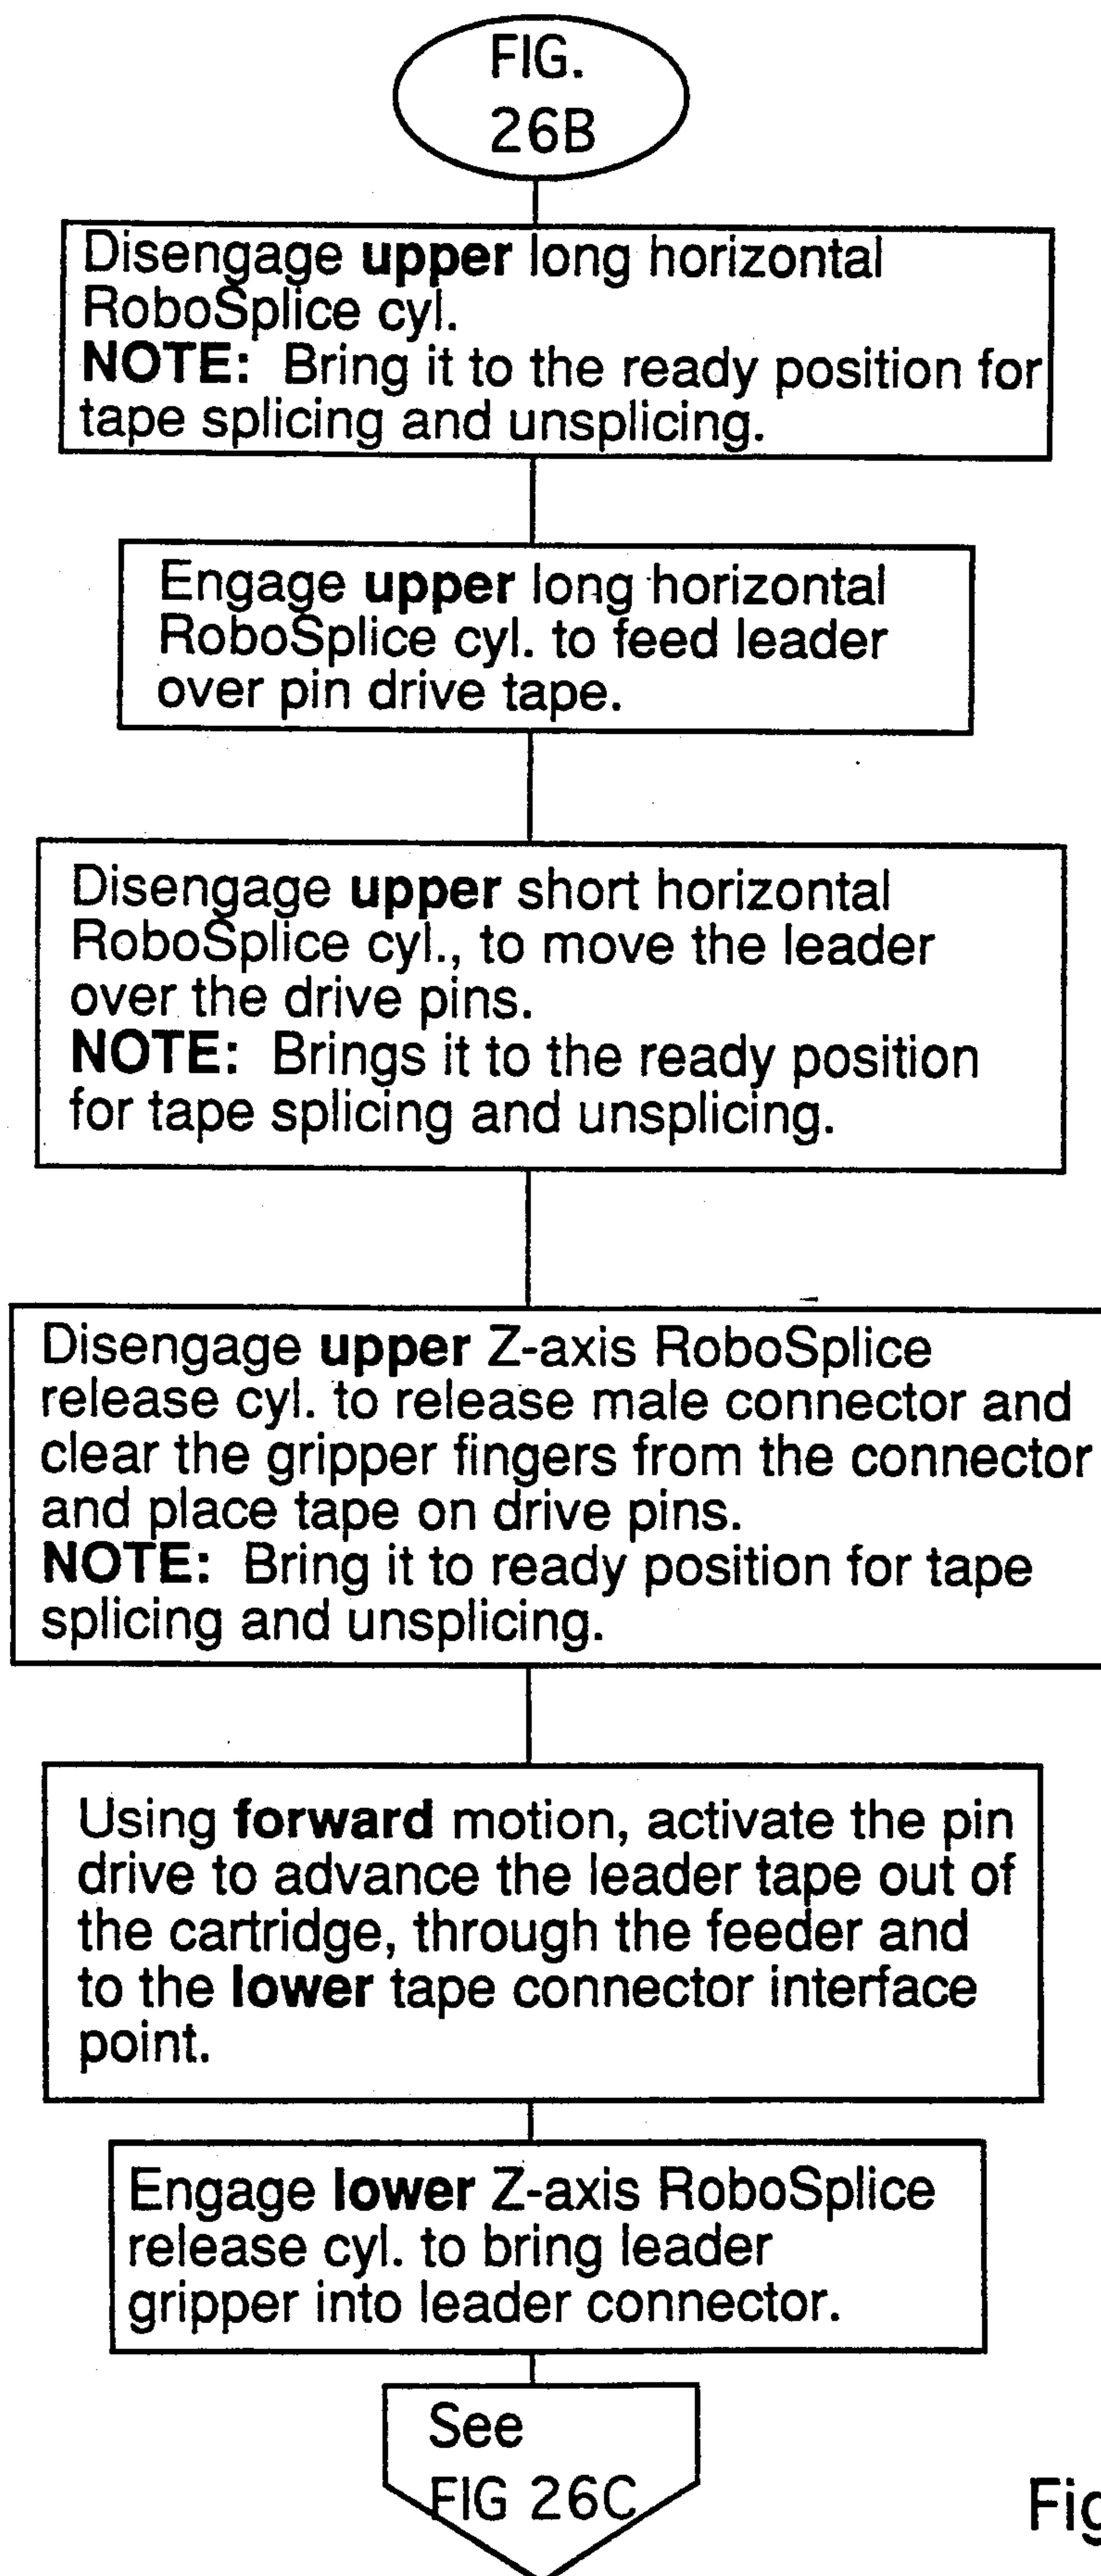 FIG.
26B
Disengage upper long horizontal
RoboSplice cyl.
NOTE: Bring it to the ready position for
tape splicing and unsplicing.
Engage upper long horizontal
RoboSplice cyl. to feed leader
over pin drive tape.
Disengage upper short horizontal
RoboSplice cyl., to move the leader
over the drive pins.
NOTE: Brings it to the ready position
for tape splicing and unsplicing.
Disengage upper Z-axis RoboSplice
release cyl. to release male connector and
clear the gripper fingers from the connector
and place tape on drive pins.
NOTE: Bring it to ready position for tape
splicing and unsplicing.
Using forward motion, activate the pin
drive to advance the leader tape out of
the cartridge, through the feeder and
to the lower tape connector interface
point.
Engage lower Z-axis RoboSplice
release cyl. to bring leader
gripper into leader connector.
See
FIG 26C
Fig